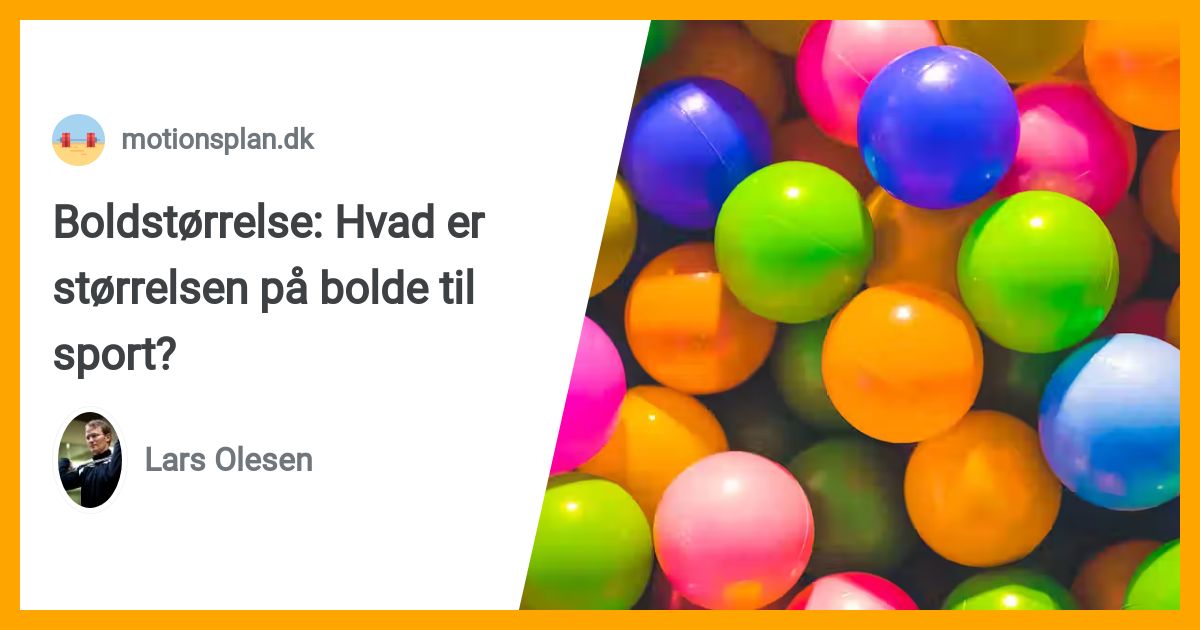 motionsplan.dk
Boldstørrelse: Hvad er
størrelsen på bolde til
sport?
Lars Olesen